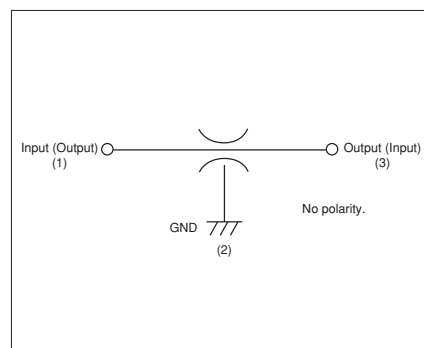 Input (Output)
(1)
Output (Input)
(3)
No polarity.
GND
(2)